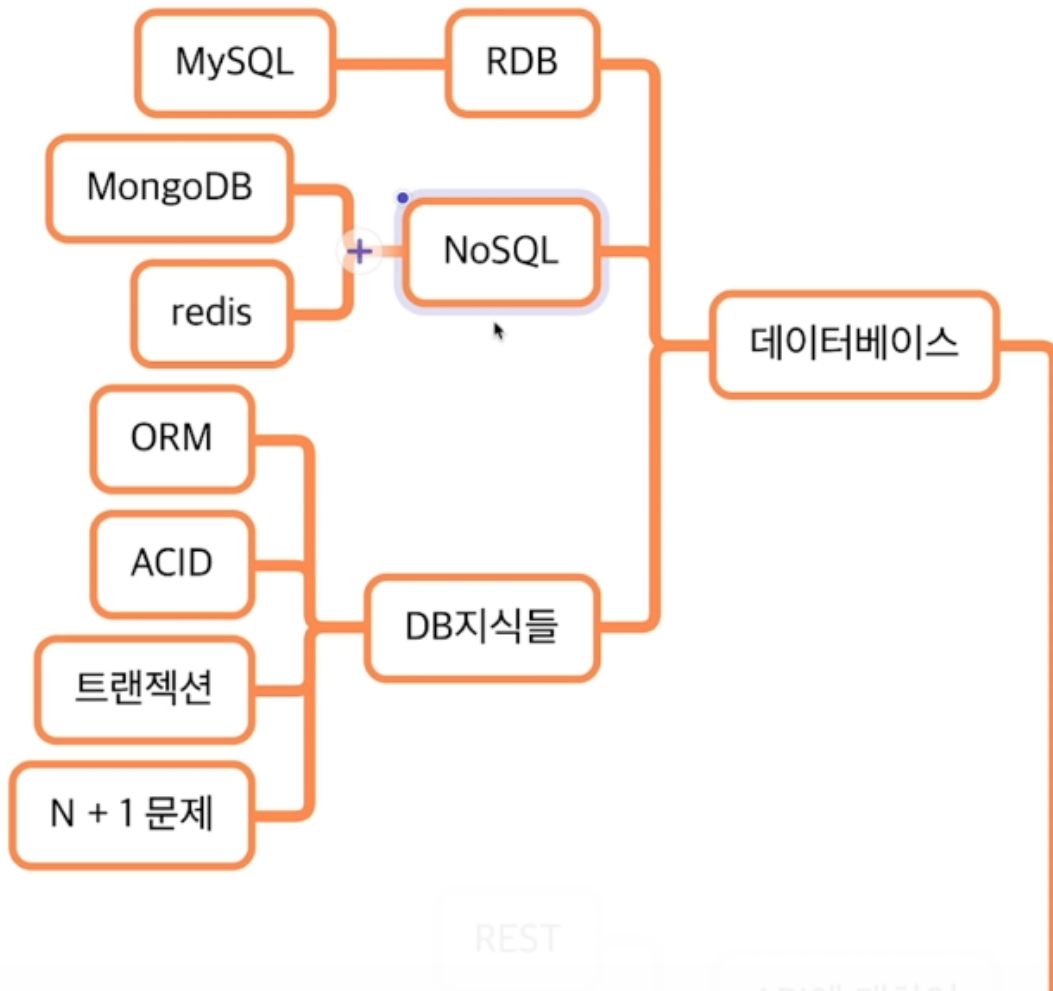 MySQL
RDB
MongoDB
NoSQL
redis
데이터베이스
ORM
ACID
DB지식들
트랜젝션
N + 1 문제
REST